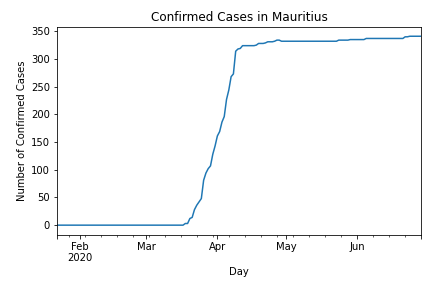 Confirmed Cases in Mauritius
350
300
250
200
150
100
50
0
Number of Confirmed Cases
Feb
2020
Mar
Apr
May
Jun
Day